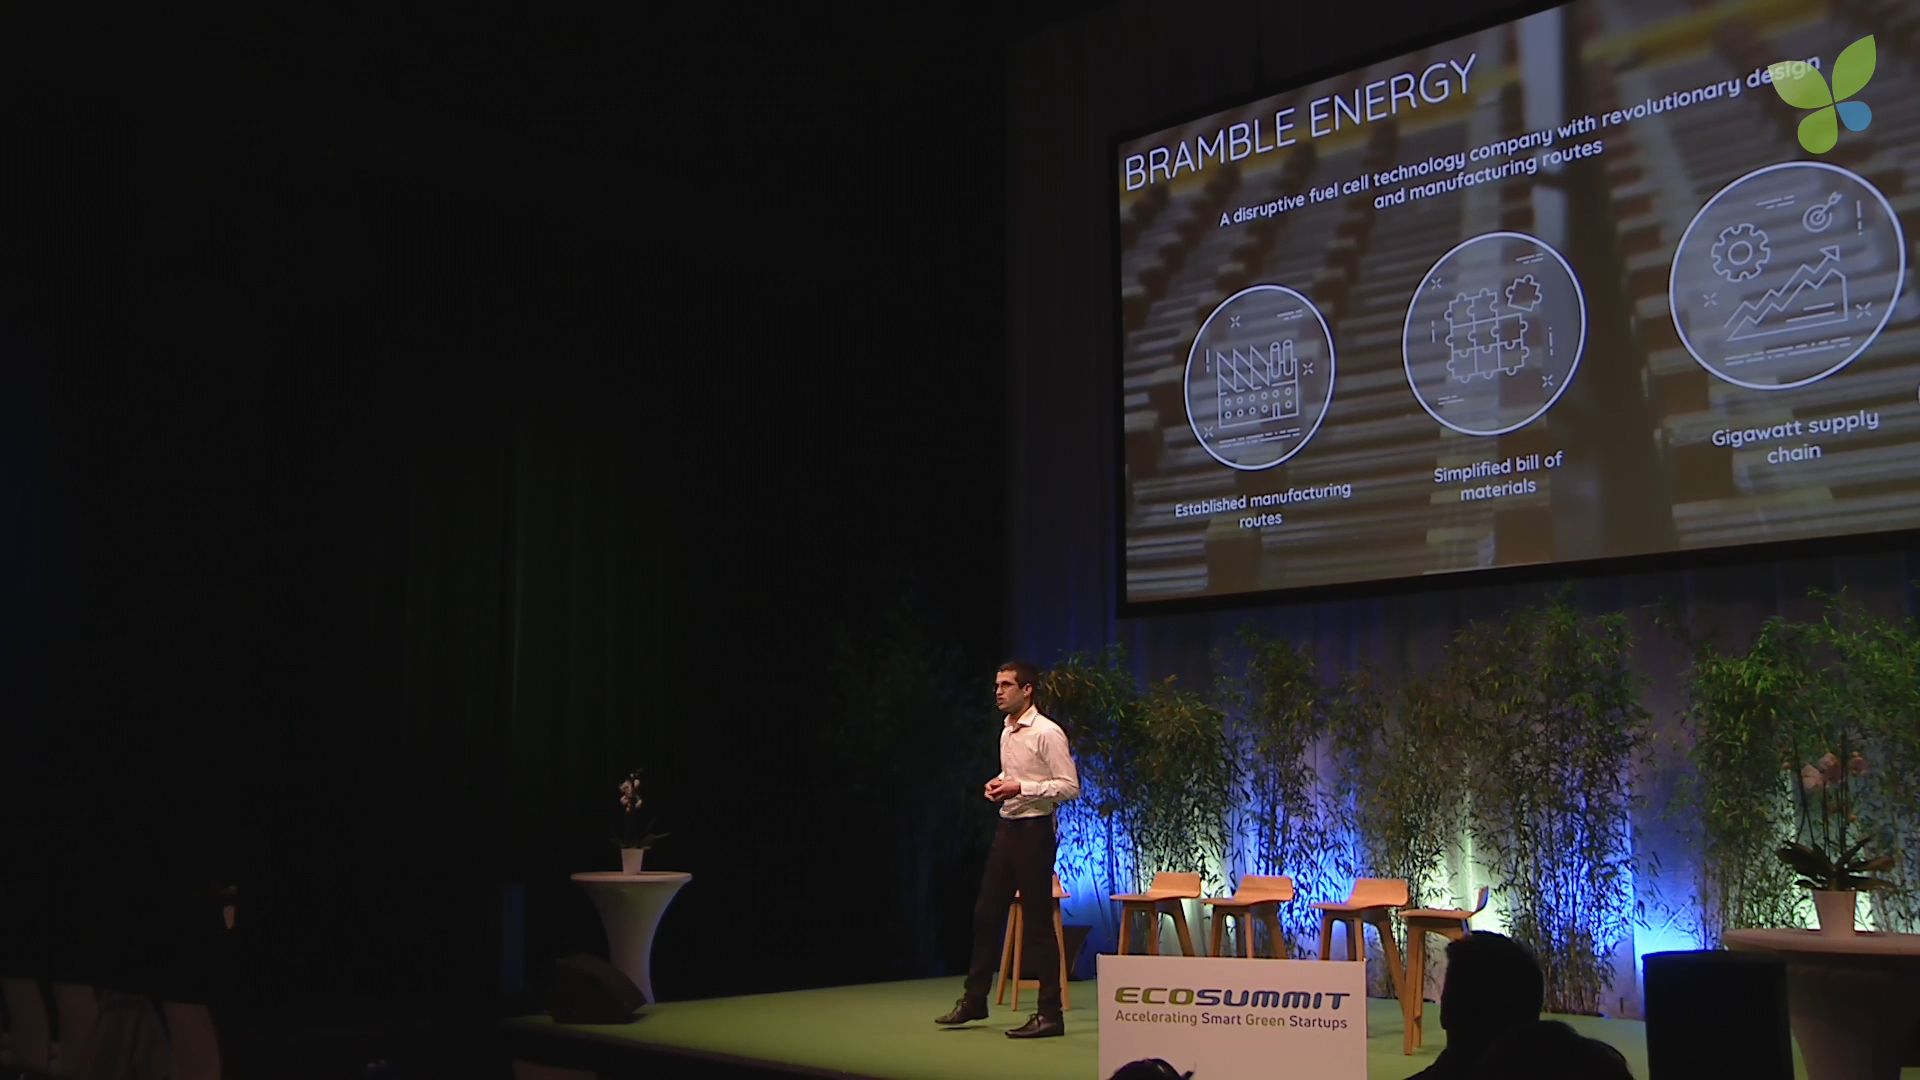 BRAMBLE ENERGY
A disruptive fuel cell technology company with revolutionary design
and manufacturing routes
Established manufacturing
routes
Simplified bill of
materials
Gigawatt supply
chain
ECOSUMMIT
Accelerating Smart Green Startups